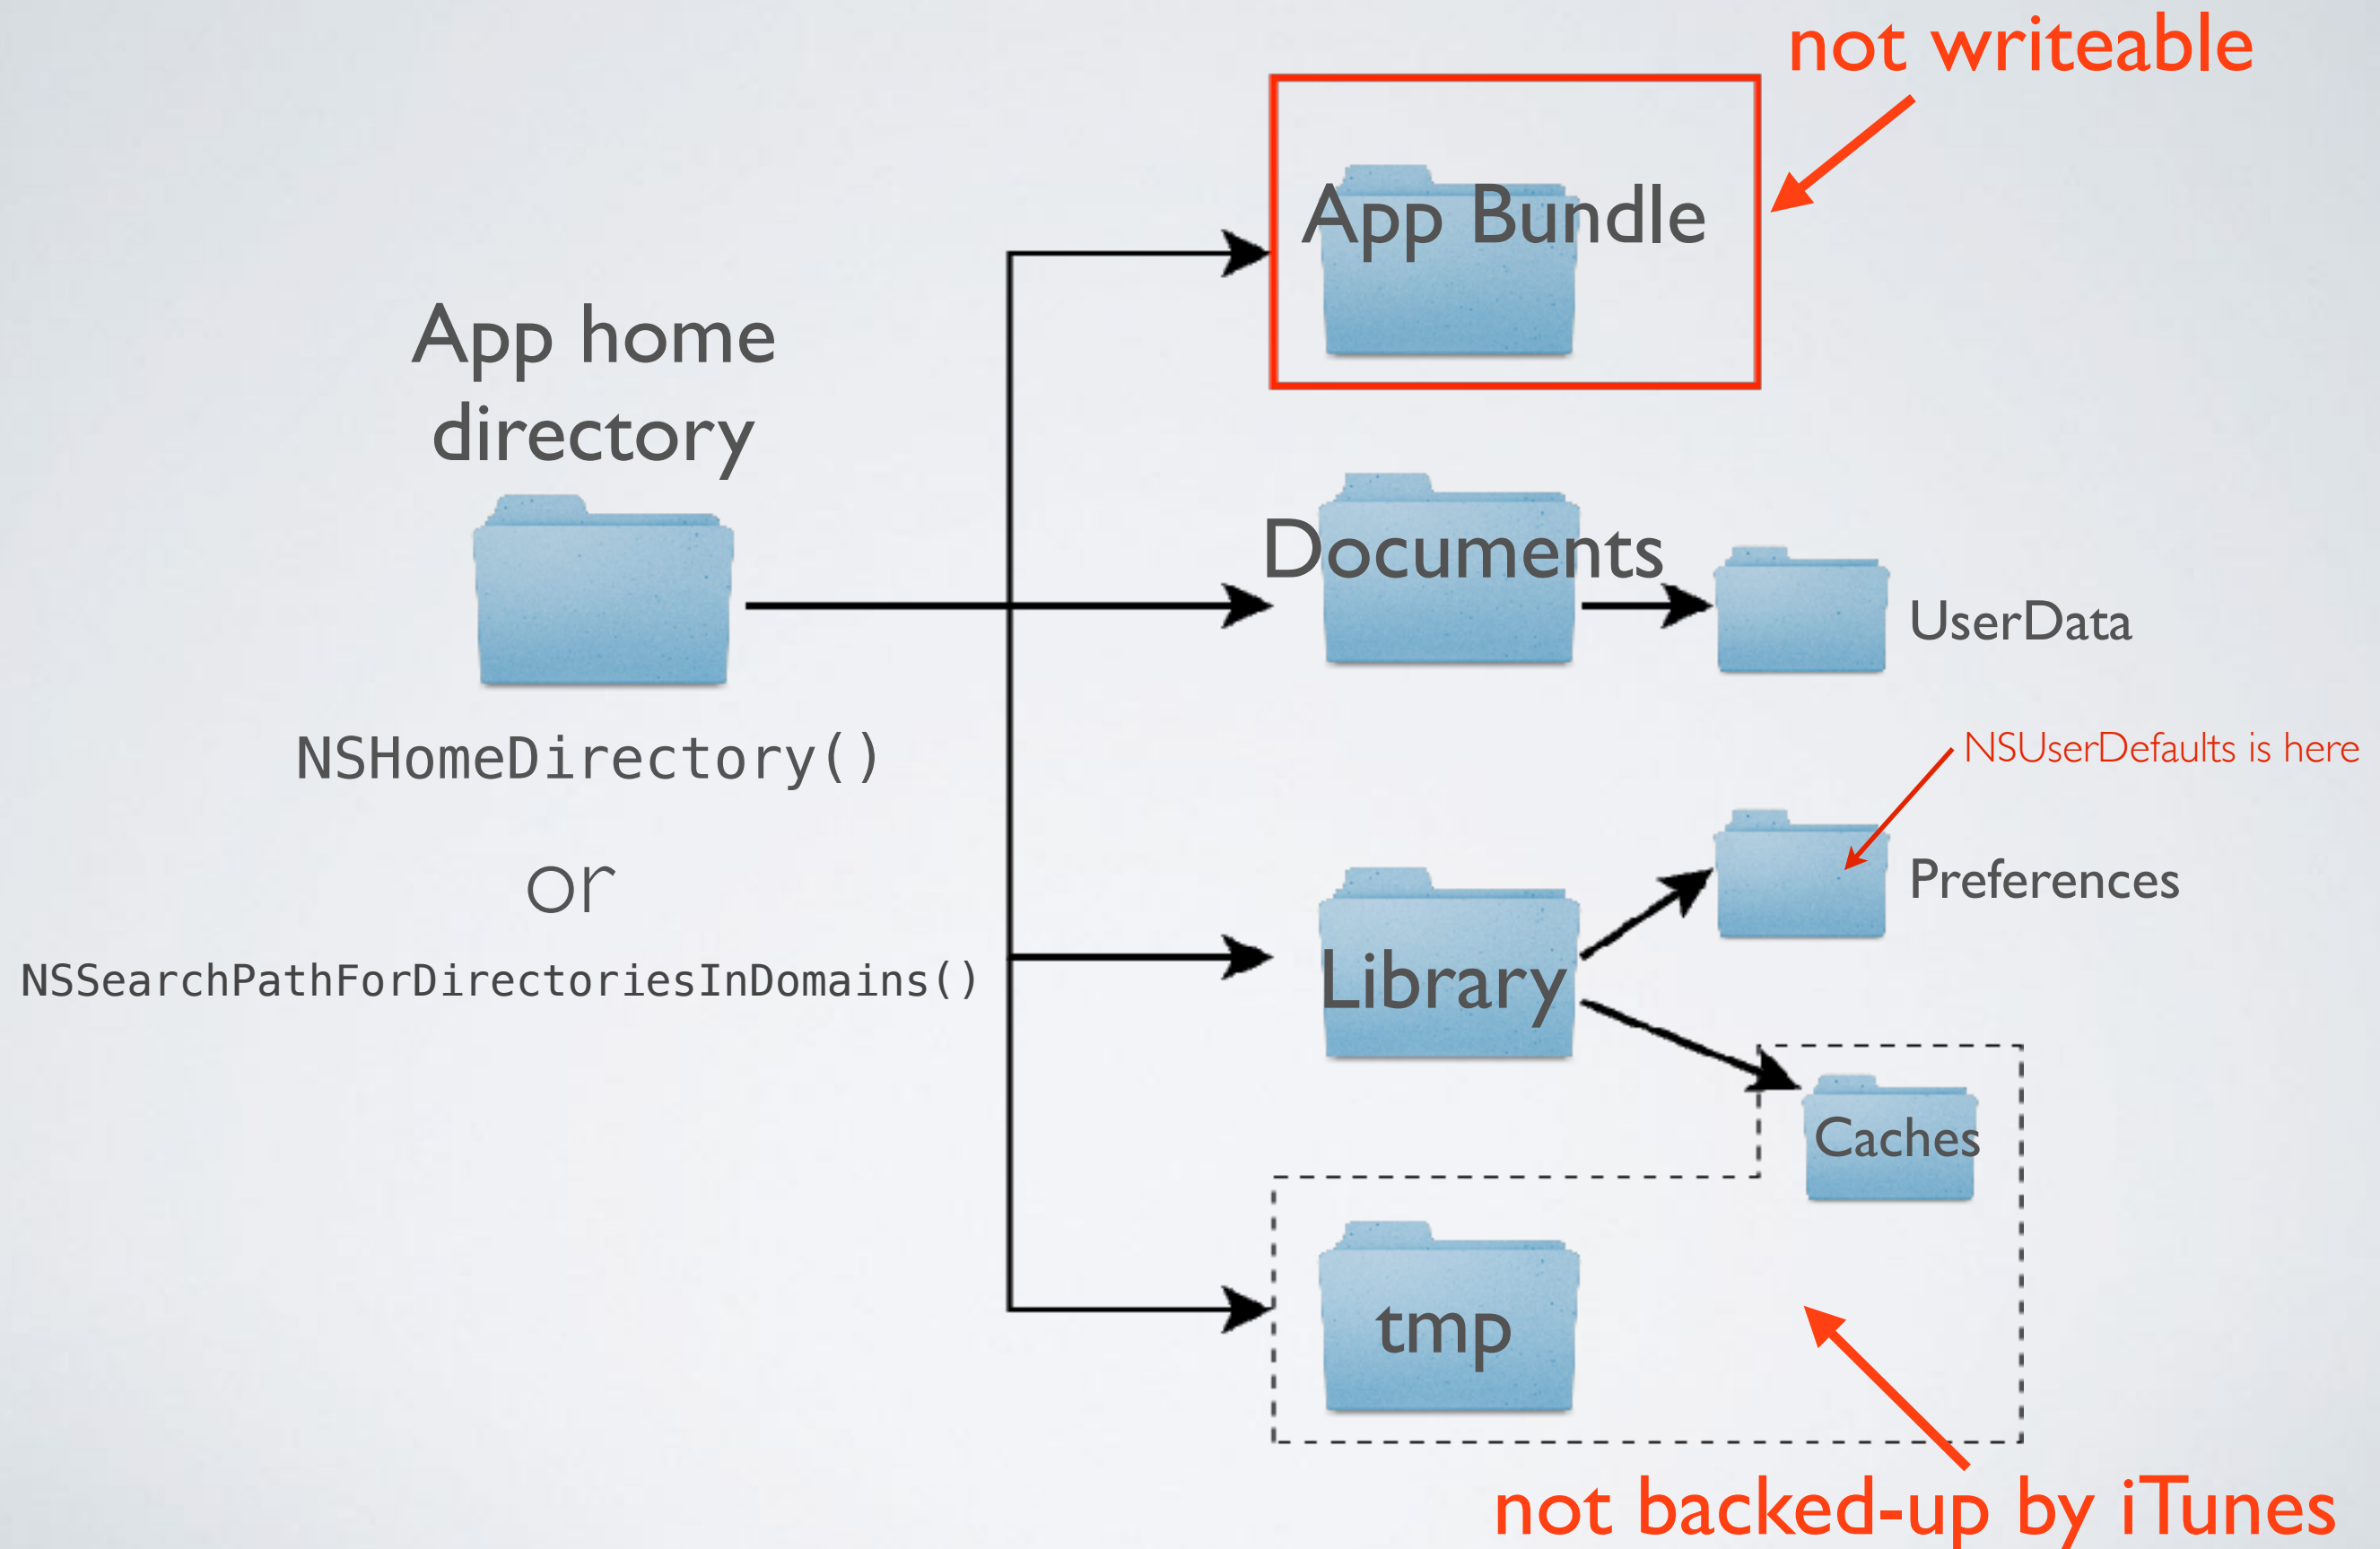 not writeable
App Bundle
App home
directory
Documents
UserData
NSHomeDirectory()
NSUserDefaults is here
or
Preferences
NSSearchPathForDirectoriesInDomains()
Library
Caches
tmp
not backed-up by iTunes